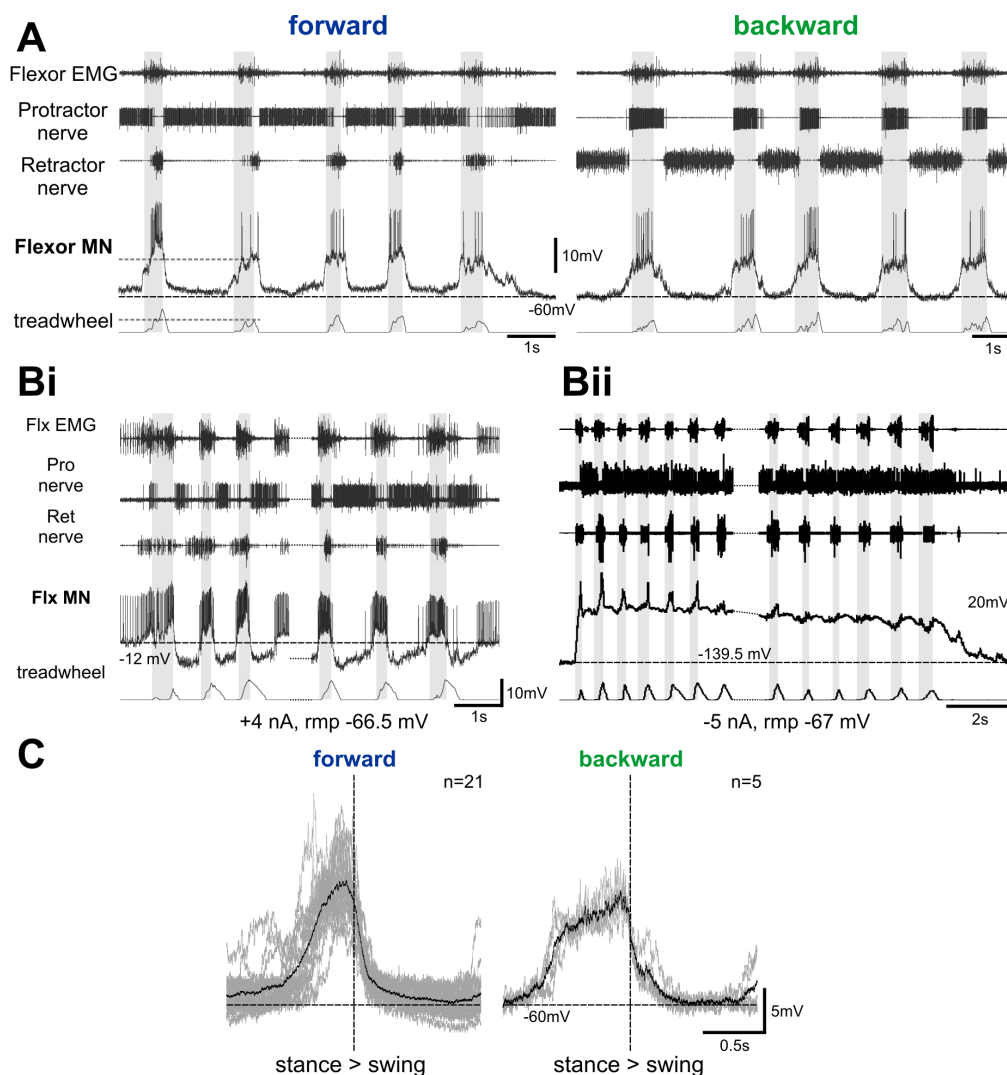 forward
backward
A
Flexor EMG
Protractor
nerve
Retractor
nerve
Flexor MN
10mV
-60mV
treadwheel
1s
1s
Bi
Bii
Flx EMG
Pro
nerve
Ret
nerve
Flx MN
20mV
-12 mV
-139.5 mV
treadwheel
10mV
1s
2s
+4 nA, rmp -66.5 mV
-5 nA, rmp -67 mV
C
forward
backward
n=21
n=5
-60mV
5mV
0.5s
stance > swing
stance > swing